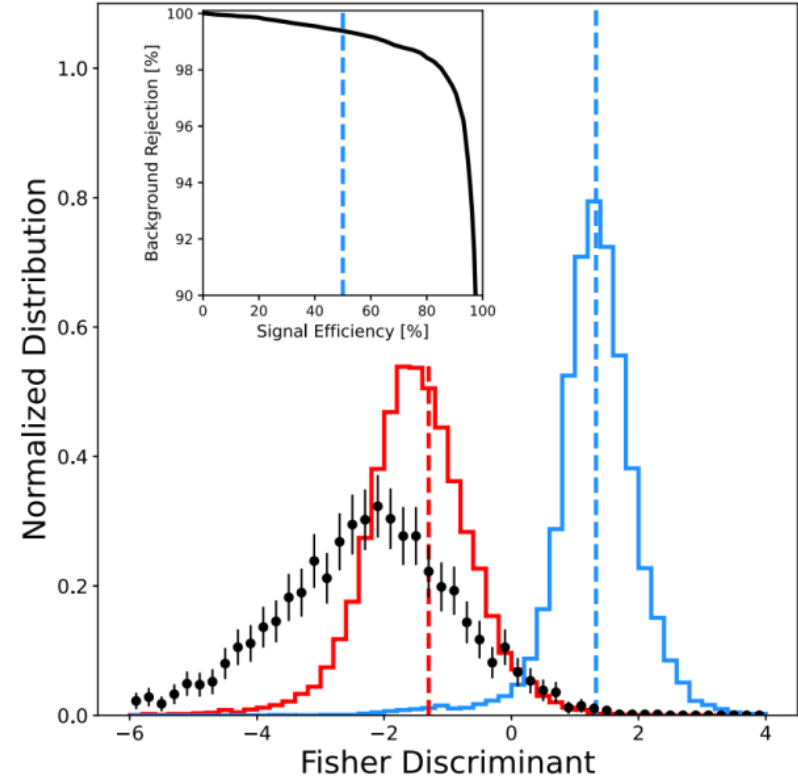 100
98
96
94
92
90
Background Rejection [%]
0 20 40 60 80 100
Signal Efficiency [%]
1.0
0.8
0.6
0.4
0.2
0.0
Normalized Distribution
−6 −4 −2 0 2 4
Fisher Discriminant